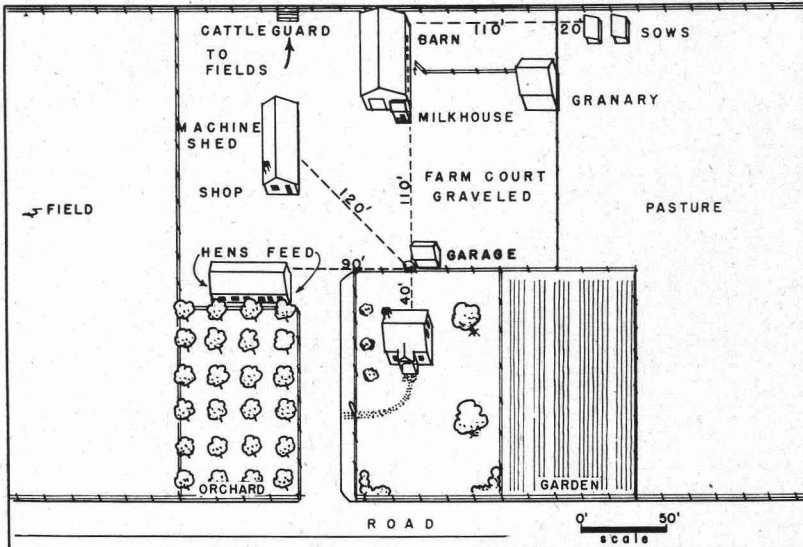 CATTLEGUARD
TO
FIELDS
BARN
110'
20'
SOWS
GRANARY
MILKHOUSE
MACHINE
SHED
SHOP
120'
110'
FARM COURT
GRAVELED
FIELD
PASTURE
HENS FEED
90'
GARAGE
40'
ORCHARD
GARDEN
ROAD
0' 50'
scale